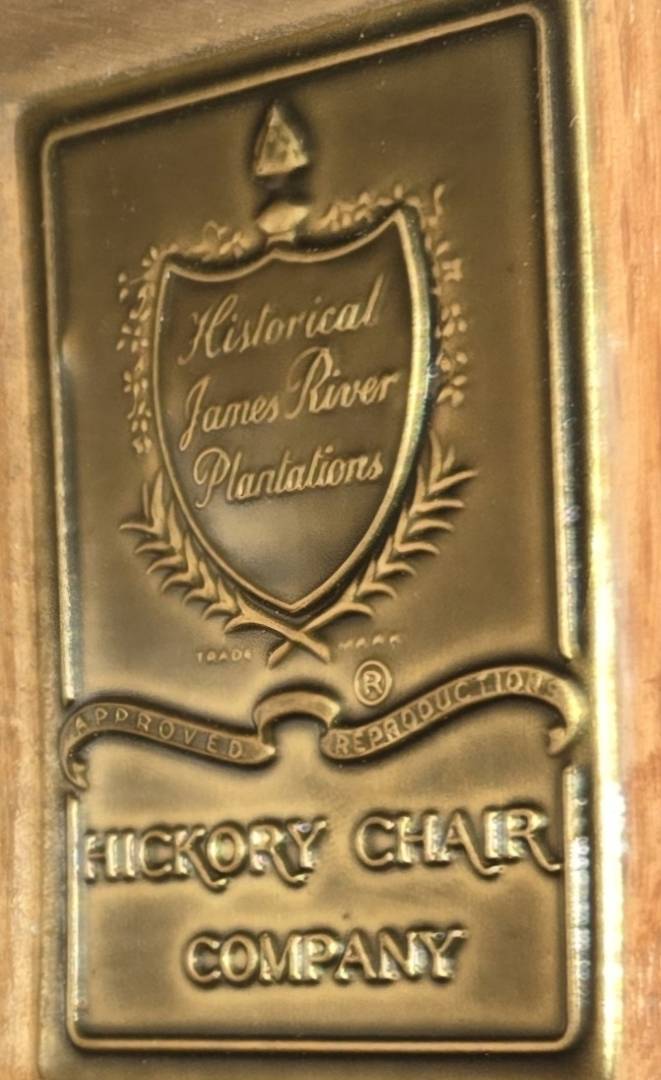 Historical
James River
Plantations
TRADE MARK
®
APPROVED REPRODUCTIONS
HICKORY CHAIR
COMPANY